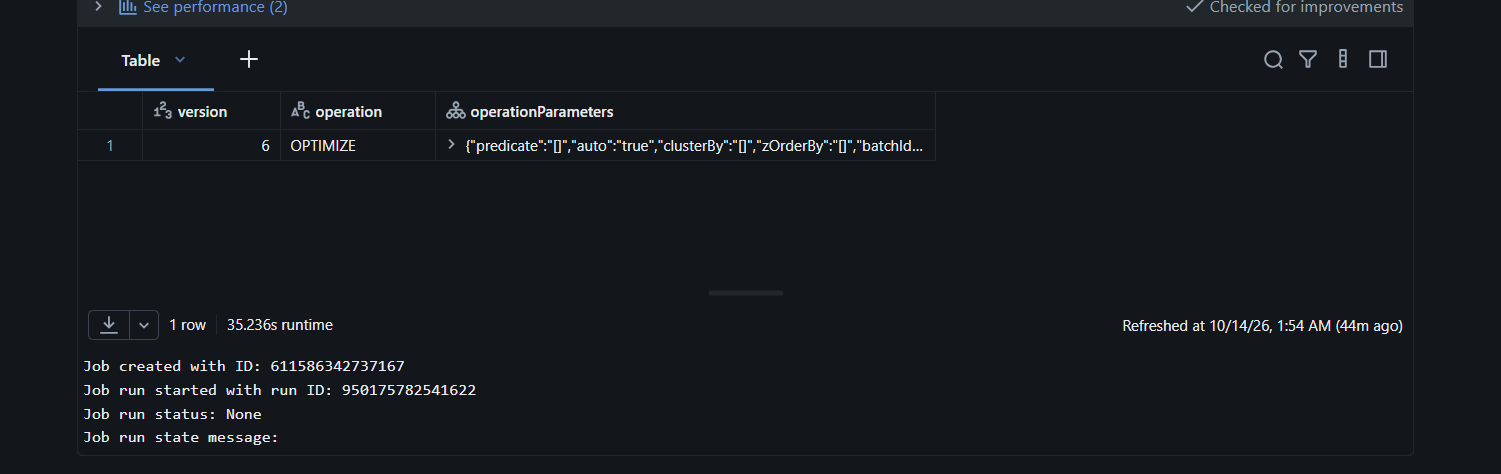 See performance (2) Checked for improvements
Table
123 version ABC operation operationParameters
1 6 OPTIMIZE {"predicate":"[]","auto":"true","clusterBy":"[]","zOrderBy":"[]","batchId...
1 row 35.236s runtime Refreshed at 10/14/26, 1:54 AM (44m ago)
Job created with ID: 611586342737167
Job run started with run ID: 950175782541622
Job run status: None
Job run state message: